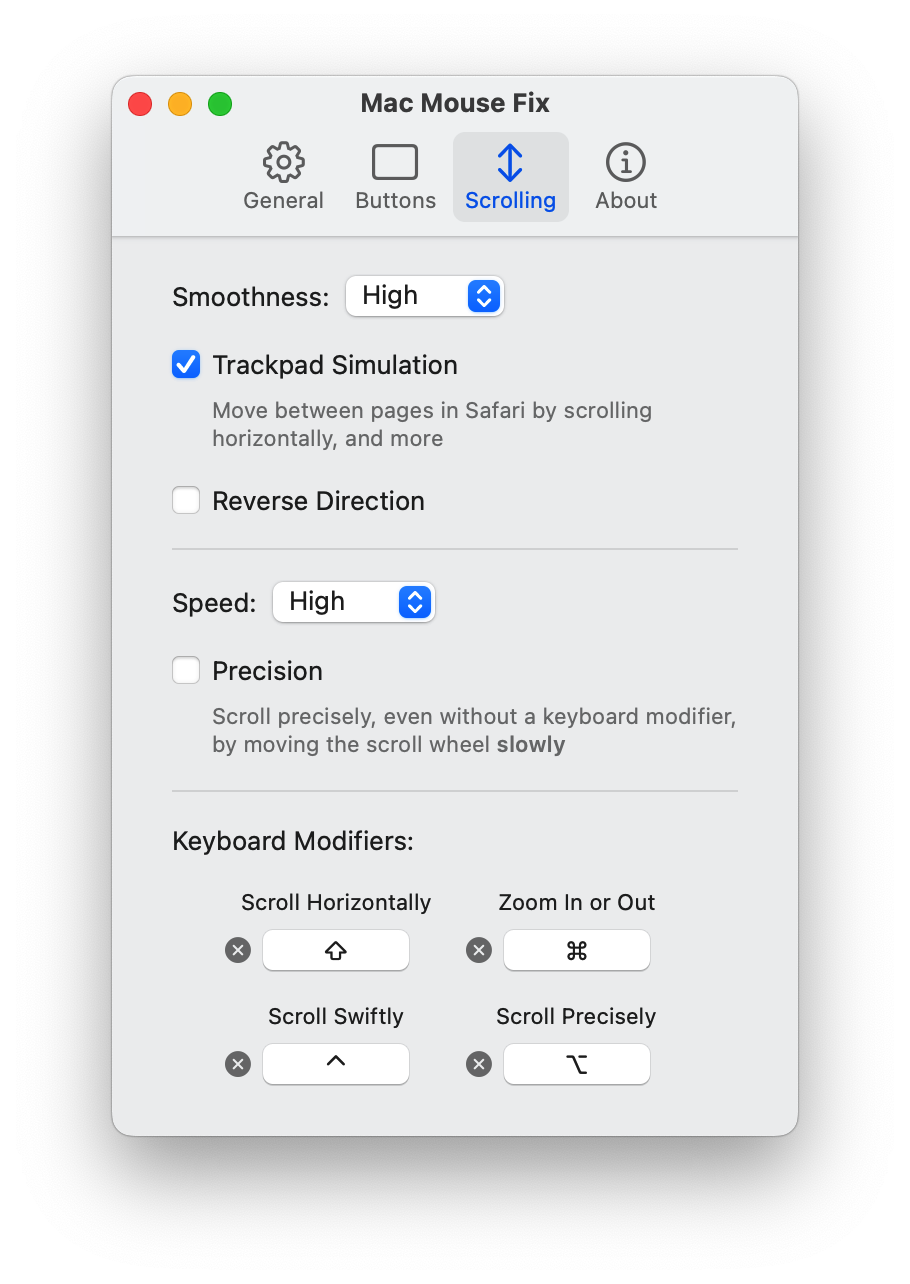 Mac Mouse Fix
General Buttons Scrolling About
Smoothness: High
Trackpad Simulation
Move between pages in Safari by scrolling
horizontally, and more
Reverse Direction
Speed: High
Precision
Scroll precisely, even without a keyboard modifier,
by moving the scroll wheel slowly
Keyboard Modifiers:
Scroll Horizontally Zoom In or Out
⇧ ⌘
Scroll Swiftly Scroll Precisely
⌃ ⌥